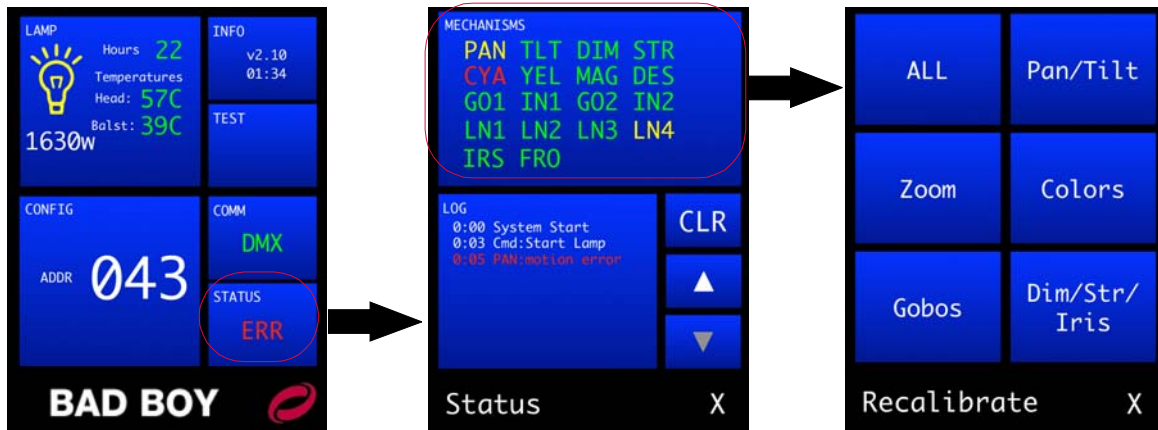 LAMP
Hours 22
Temperatures
Head: 57C
Balst: 39C
1630w
INFO
v2.10
01:34
TEST
CONFIG
ADDR 043
COMM
DMX
STATUS
ERR
BAD BOY
MECHANISMS
PAN TLT DIM STR
CYA YEL MAG DES
GO1 IN1 GO2 IN2
LN1 LN2 LN3 LN4
IRS FRO
LOG
0:00 System Start
0:03 Cmd:Start Lamp
0:05 PAN:motion error
CLR
Status X
ALL
Pan/Tilt
Zoom
Colors
Gobos
Dim/Str/
Iris
Recalibrate X